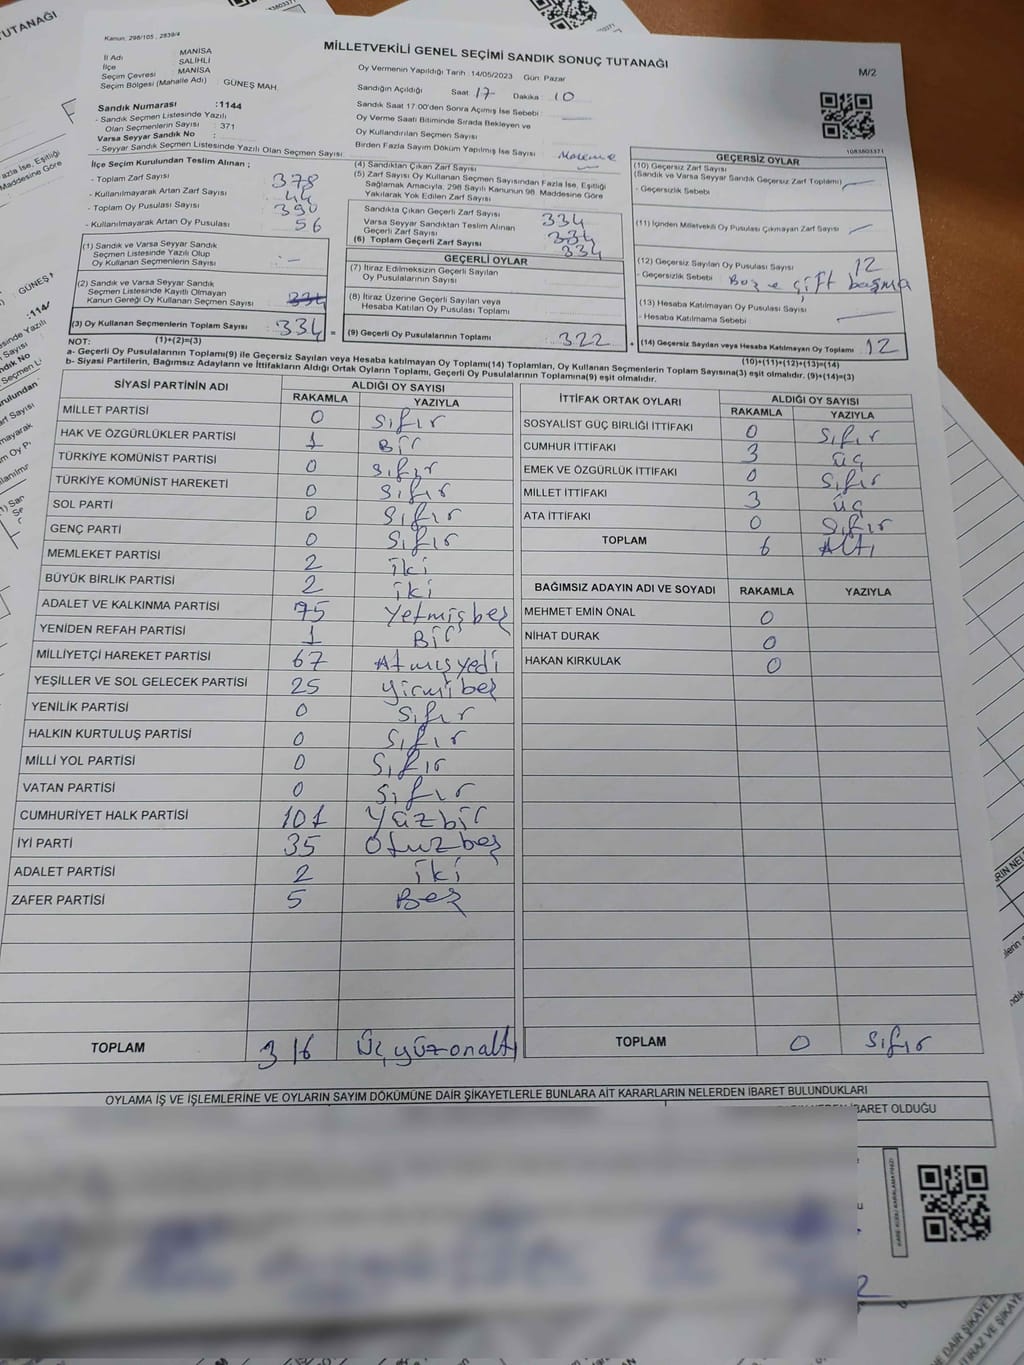 Kanun; 298/105 , 2839/4
MİLLETVEKİLİ GENEL SEÇİMİ SANDIK SONUÇ TUTANAĞI
M/2
İl Adı : MANİSA
İlçe : SALİHLİ
Seçim Çevresi : MANİSA
Seçim Bölgesi (Mahalle Adı) : GÜNEŞ MAH.
Sandık Numarası :1144
- Sandık Seçmen Listesinde Yazılı
Olan Seçmenlerin Sayısı : 371
Varsa Seyyar Sandık No :
- Seyyar Sandık Seçmen Listesinde Yazılı Olan Seçmen Sayısı:
Oy Vermenin Yapıldığı Tarih :14/05/2023 Gün: Pazar
Sandığın Açıldığı Saat : 17- Dakika : 10
Sandık Saat 17:00'den Sonra Açımış İse Sebebi :
Oy Verme Saati Bitiminde Sırada Bekleyen ve
Oy Kullandırılan Seçmen Sayısı :
Birden Fazla Sayım Döküm Yapılmış İse Sayısı :
1083803371
İlçe Seçim Kurulundan Teslim Alınan ;
- Toplam Zarf Sayısı : 378
- Kullanılmayarak Artan Zarf Sayısı : 44
- Toplam Oy Pusulası Sayısı : 390
- Kullanılmayarak Artan Oy Pusulası : 56
(1) Sandık ve Varsa Seyyar Sandık
Seçmen Listesinde Yazılı Olup
Oy Kullanan Seçmenlerin Sayısı : -
(2) Sandık ve Varsa Seyyar Sandık
Seçmen Listesinde Kayıtlı Olmayan
Kanun Gereği Oy Kullanan Seçmen Sayısı : 334
(3) Oy Kullanan Seçmenlerin Toplam Sayısı : 334 =
(4) Sandıktan Çıkan Zarf Sayısı :
(5) Zarf Sayısı Oy Kullanan Seçmen Sayısından Fazla İse, Eşitliği
Sağlamak Amacıyla, 298 Sayılı Kanunun 98. Maddesine Göre
Yakılarak Yok Edilen Zarf Sayısı :
Sandıkta Çıkan Geçerli Zarf Sayısı : 334
Varsa Seyyar Sandıktan Teslim Alınan
Geçerli Zarf Sayısı : 334
(6) Toplam Geçerli Zarf Sayısı : 334
GEÇERLİ OYLAR
(7) İtiraz Edilmeksizin Geçerli Sayılan
Oy Pusulalarının Sayısı :
(8) İtiraz Üzerine Geçerli Sayılan veya
Hesaba Katılan Oy Pusulası Toplamı :
(9) Geçerli Oy Pusulalarının Toplamı : 322 +
GEÇERSİZ OYLAR
(10) Geçersiz Zarf Sayısı
(Sandık ve Varsa Seyyar Sandık Geçersiz Zarf Toplamı) :
- Geçersizlik Sebebi :
(11) İçinden Milletvekili Oy Pusulası Çıkmayan Zarf Sayısı :
(12) Geçersiz Sayılan Oy Pusulası Sayısı : 12
- Geçersizlik Sebebi : Boş ve çift basma
(13) Hesaba Katılmayan Oy Pusulası Sayısı :
- Hesaba Katılmama Sebebi :
(14) Geçersiz Sayılan veya Hesaba Katılmayan Oy Toplamı : 12
NOT: (1)+(2)=(3) (10)+(11)+(12)+(13)=(14)
a- Geçerli Oy Pusulalarının Toplamı(9) ile Geçersiz Sayılan veya Hesaba katılmayan Oy Toplamı(14) Toplamları, Oy Kullanan Seçmenlerin Toplam Sayısına(3) eşit olmalıdır. (9)+(14)=(3)
b- Siyasi Partilerin, Bağımsız Adayların ve İttifakların Aldığı Ortak Oyların Toplamı, Geçerli Oy Pusulalarının Toplamına(9) eşit olmalıdır.
SİYASİ PARTİNİN ADI ALDIĞI OY SAYISI
RAKAMLA YAZIYLA
MİLLET PARTİSİ 0 Sıfır
HAK VE ÖZGÜRLÜKLER PARTİSİ 1 Bir
TÜRKİYE KOMÜNİST PARTİSİ 0 Sıfır
TÜRKİYE KOMÜNİST HAREKETİ 0 Sıfır
SOL PARTİ 0 Sıfır
GENÇ PARTİ 0 Sıfır
MEMLEKET PARTİSİ 2 iki
BÜYÜK BİRLİK PARTİSİ 2 iki
ADALET VE KALKINMA PARTİSİ 75 Yetmişbeş
YENİDEN REFAH PARTİSİ 1 Bir
MİLLİYETÇİ HAREKET PARTİSİ 67 Atmışyedi
YEŞİLLER VE SOL GELECEK PARTİSİ 25 yirmibeş
YENİLİK PARTİSİ 0 Sıfır
HALKIN KURTULUŞ PARTİSİ 0 Sıfır
MİLLİ YOL PARTİSİ 0 Sıfır
VATAN PARTİSİ 0 Sıfır
CUMHURİYET HALK PARTİSİ 101 Yüzbir
İYİ PARTİ 35 Otuzbeş
ADALET PARTİSİ 2 iki
ZAFER PARTİSİ 5 Beş
TOPLAM 316 Üçyüzonaltı
İTTİFAK ORTAK OYLARI ALDIĞI OY SAYISI
RAKAMLA YAZIYLA
SOSYALİST GÜÇ BİRLİĞİ İTTİFAKI 0 Sıfır
CUMHUR İTTİFAKI 3 üç
EMEK VE ÖZGÜRLÜK İTTİFAKI 0 Sıfır
MİLLET İTTİFAKI 3 üç
ATA İTTİFAKI 0 Sıfır
TOPLAM 6 Altı
BAĞIMSIZ ADAYIN ADI VE SOYADI RAKAMLA YAZIYLA
MEHMET EMİN ÖNAL 0
NİHAT DURAK 0
HAKAN KIRKULAK 0
TOPLAM 0 Sıfır
OYLAMA İŞ VE İŞLEMLERİNE VE OYLARIN SAYIM DÖKÜMÜNE DAİR ŞİKAYETLERLE BUNLARA AİT KARARLARIN NELERDEN İBARET BULUNDUKLARI
İBARET OLDUĞU